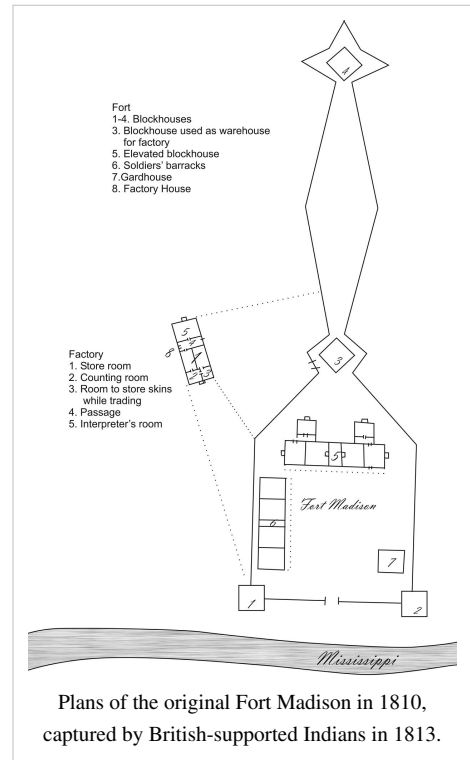 Fort
1-4. Blockhouses
3. Blockhouse used as warehouse
for factory
5. Elevated blockhouse
6. Soldiers' barracks
7.Gardhouse
8. Factory House
4
5
8
4
1
2
3
3
Factory
1. Store room
2. Counting room
3. Room to store skins
while trading
4. Passage
5. Interpreter's room
5
Fort Madison
6
7
1
2
Mississippi
Plans of the original Fort Madison in 1810,
captured by British-supported Indians in 1813.